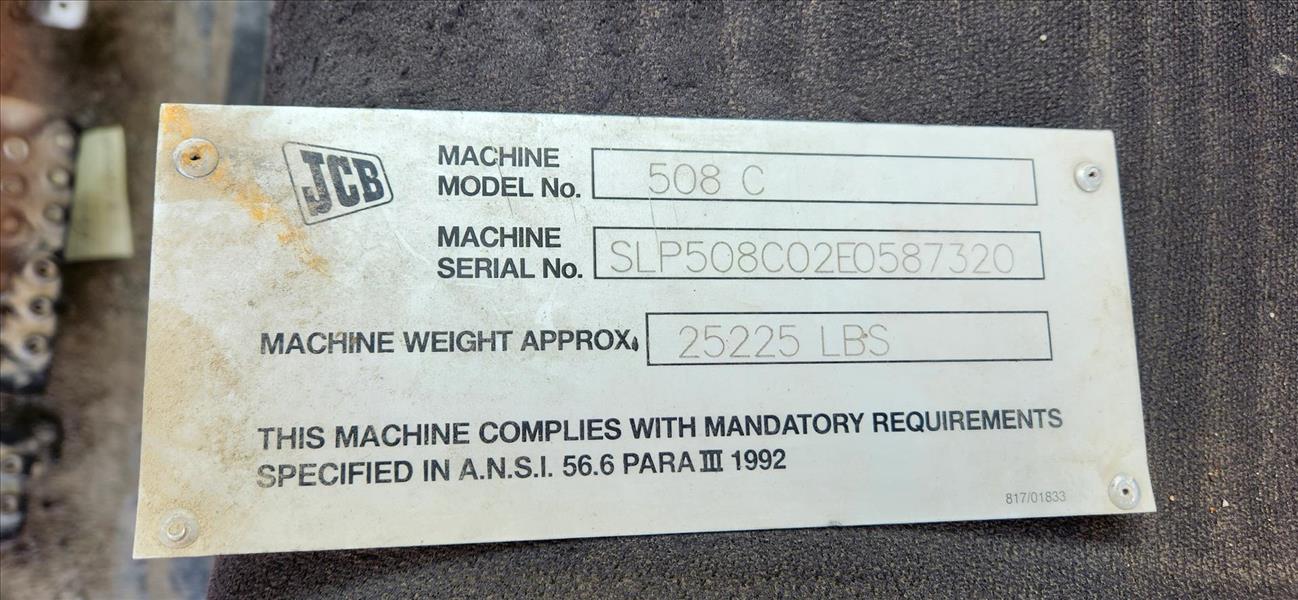 JCB
MACHINE
MODEL No. 508 C
MACHINE
SERIAL No. SLP508C02E0587320
MACHINE WEIGHT APPROX. 25225 LBS
THIS MACHINE COMPLIES WITH MANDATORY REQUIREMENTS
SPECIFIED IN A.N.S.I. 56.6 PARA III 1992
817/01833